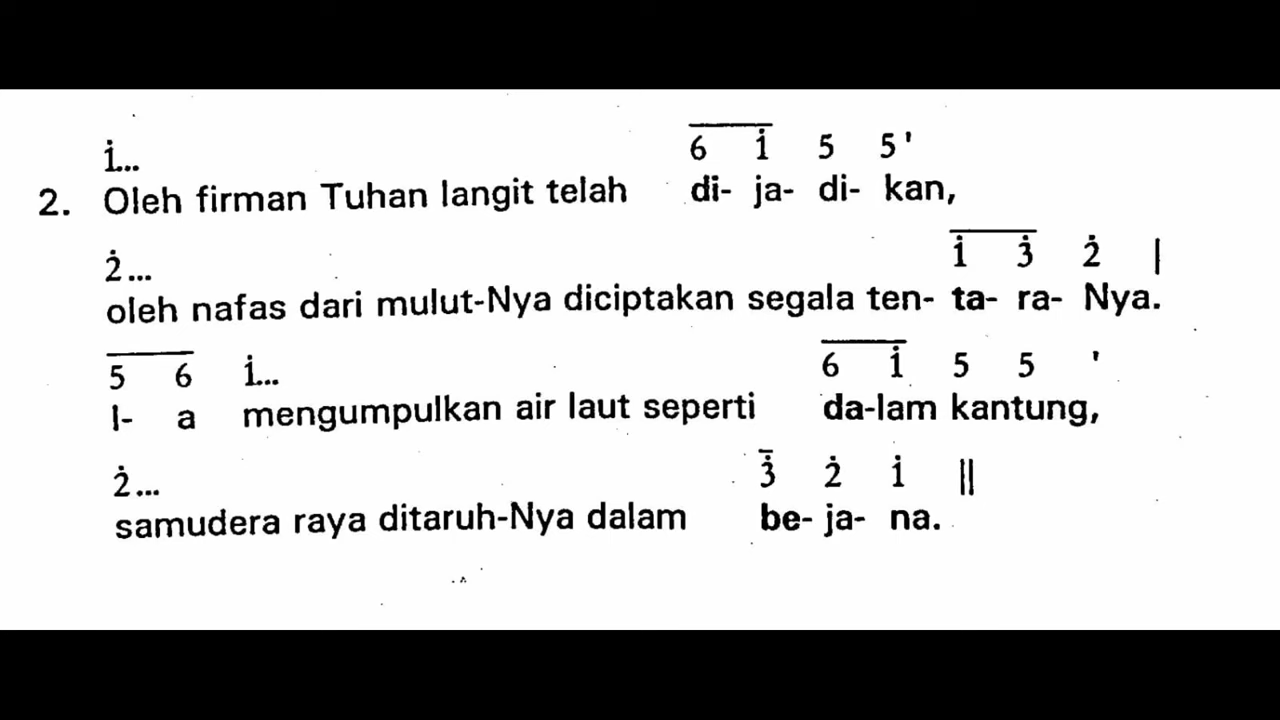 i̇... 6 i̇ 5 5 '
2. Oleh firman Tuhan langit telah di- ja- di- kan,
2̇... 1̇ 3̇ 2̇ |
oleh nafas dari mulut-Nya diciptakan segala ten- ta- ra- Nya.
5 6 1̇... 6 1̇ 5 5 '
I- a mengumpulkan air laut seperti da-lam kantung,
2̇... 3̇ 2̇ 1̇ ||
samudera raya ditaruh-Nya dalam be- ja- na.